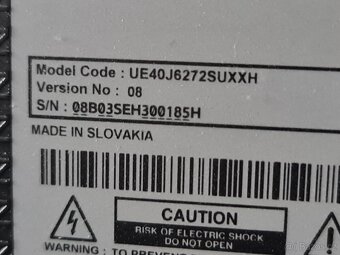 Model Code : UE40J6272SUXXH
Version No : 08
S/N : 08B03SEH300185H
MADE IN SLOVAKIA
CAUTION
RISK OF ELECTRIC SHOCK
DO NOT OPEN
WARNING : TO PREVENT